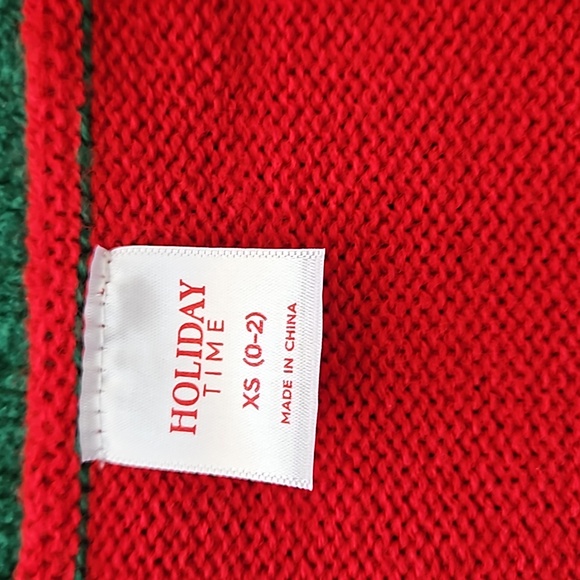 HOLIDAY
TIME
XS (0-2)
MADE IN CHINA